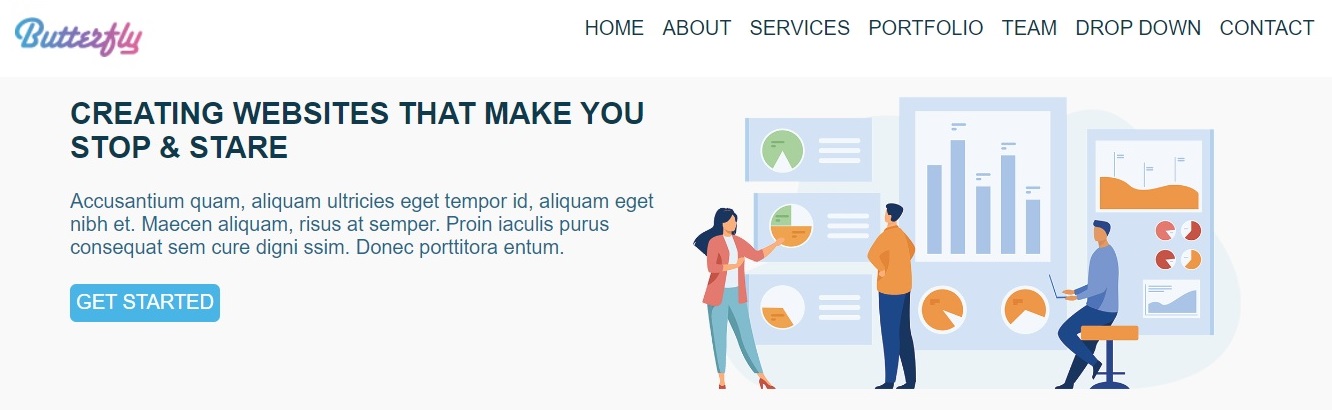 Butterfly
HOME ABOUT SERVICES PORTFOLIO TEAM DROP DOWN CONTACT
CREATING WEBSITES THAT MAKE YOU
STOP & STARE
Accusantium quam, aliquam ultricies eget tempor id, aliquam eget
nibh et. Maecen aliquam, risus at semper. Proin iaculis purus
consequat sem cure digni ssim. Donec porttitora entum.
GET STARTED